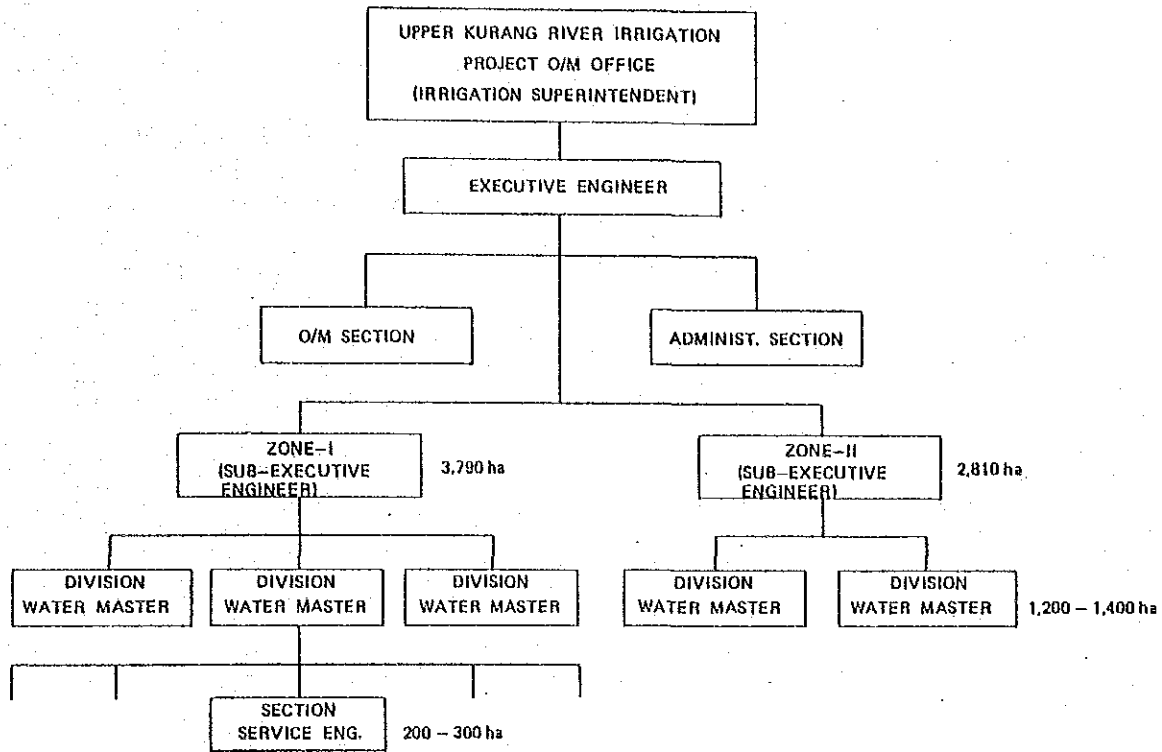 UPPER KURANG RIVER IRRIGATION
PROJECT O/M OFFICE
(IRRIGATION SUPERINTENDENT)
EXECUTIVE ENGINEER
O/M SECTION
ADMINIST. SECTION
ZONE-I
(SUB-EXECUTIVE
ENGINEER)
3,790 ha
ZONE-II
(SUB-EXECUTIVE
ENGINEER)
2,810 ha
DIVISION
WATER MASTER
DIVISION
WATER MASTER
DIVISION
WATER MASTER
DIVISION
WATER MASTER
DIVISION
WATER MASTER
1,200 – 1,400 ha
SECTION
SERVICE ENG.
200 – 300 ha